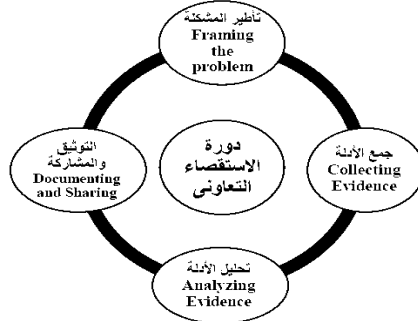 تأطير المشكلة
Framing
the
problem
جمع الأدلة
Collecting
Evidence
تحليل الأدلة
Analyzing
Evidence
التوثيق
والمشاركة
Documenting
and Sharing
دورة
الاستقصاء
التعاونى